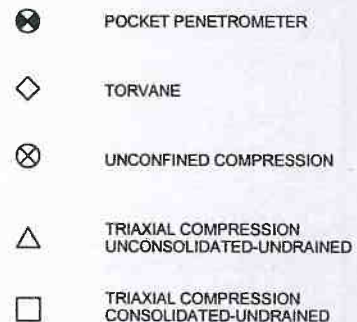 POCKET PENETROMETER
TORVANE
UNCONFINED COMPRESSION
TRIAXIAL COMPRESSION
UNCONSOLIDATED-UNDRAINED
TRIAXIAL COMPRESSION
CONSOLIDATED-UNDRAINED